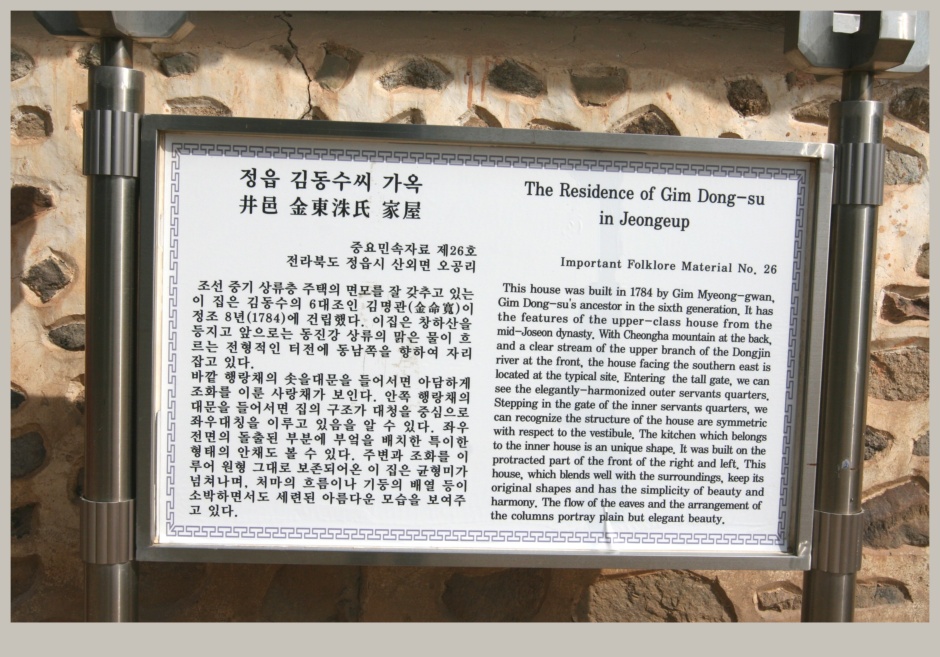 정읍 김동수씨 가옥
井邑 金東洙氏 家屋
중요민속자료 제26호
전라북도 정읍시 산외면 오공리
조선 중기 상류층 주택의 면모를 잘 갖추고 있는
이 집은 김동수의 6대조인 김명관(金命寬)이
정조 8년(1784)에 건립했다. 이집은 창하산을
등지고 앞으로는 동진강 상류의 맑은 물이 흐
르는 전형적인 터전에 동남쪽을 향하여 자리
잡고 있다.
바깥 행랑채의 솟을대문을 들어서면 아담하게
조화를 이룬 사랑채가 보인다. 안쪽 행랑채의
대문을 들어서면 집의 구조가 대청을 중심으로
좌우대칭을 이루고 있음을 알 수 있다. 좌우
전면의 돌출된 부분에 부엌을 배치한 특이한
형태의 안채도 볼 수 있다. 주변과 조화를 이
루어 원형 그대로 보존되어온 이 집은 균형미가
넘쳐나며, 처마의 흐름이나 기둥의 배열 등이
소박하면서도 세련된 아름다운 모습을 보여주
고 있다.
The Residence of Gim Dong-su
in Jeongeup
Important Folklore Material No. 26
This house was built in 1784 by Gim Myeong-gwan,
Gim Dong-su's ancestor in the sixth generation. It has
the features of the upper-class house from the
mid-Joseon dynasty. With Cheongha mountain at the back,
and a clear stream of the upper branch of the Dongjin
river at the front, the house facing the southern east is
located at the typical site. Entering the tall gate, we can
see the elegantly-harmonized outer servants quarters.
Stepping in the gate of the inner servants quarters, we
can recognize the structure of the house are symmetric
with respect to the vestibule. The kitchen which belongs
to the inner house is an unique shape. It was built on the
protracted part of the front of the right and left. This
house, which blends well with the surroundings, keep its
original shapes and has the simplicity of beauty and
harmony. The flow of the eaves and the arrangement of
the columns portray plain but elegant beauty.